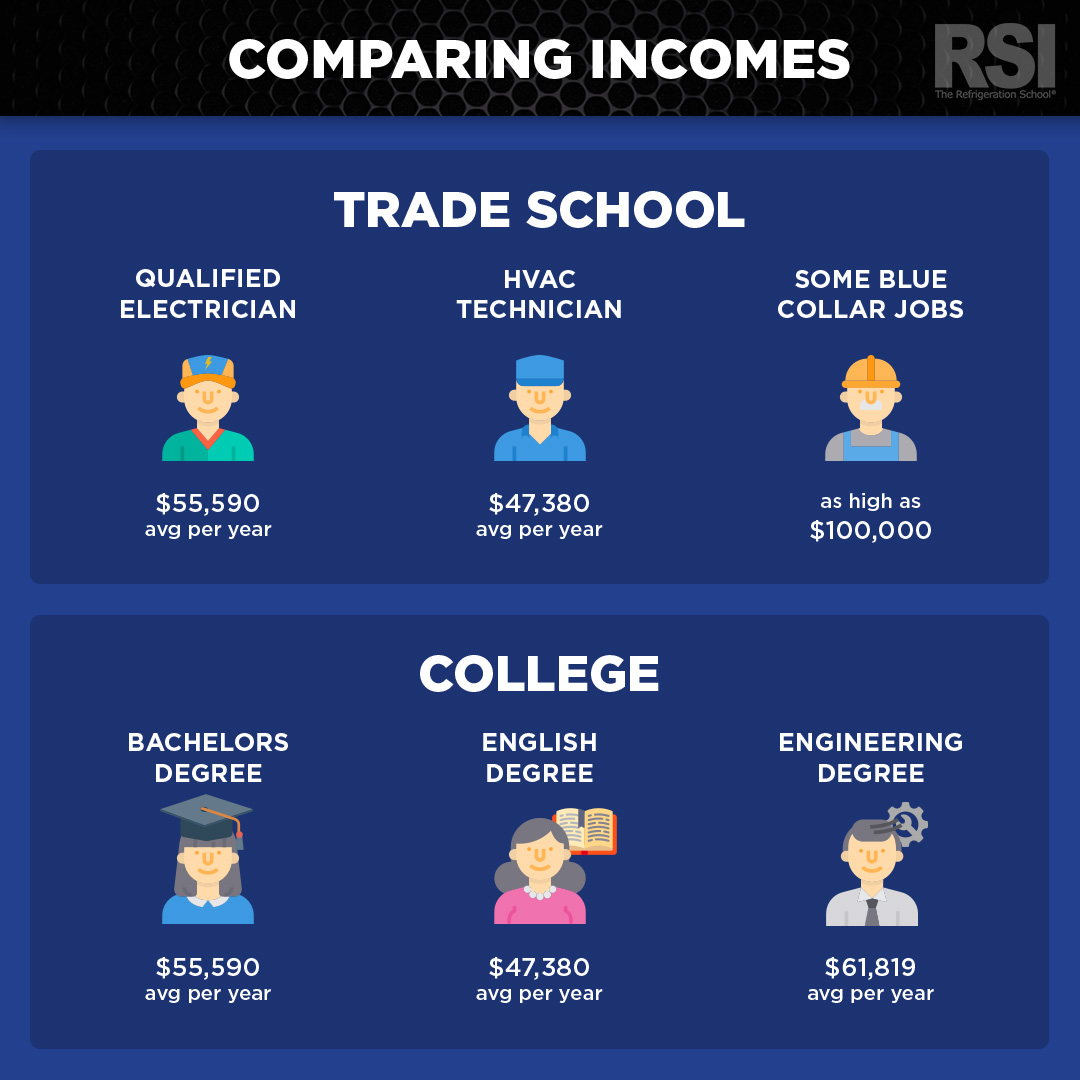 COMPARING INCOMES
RSI
The Refrigeration School®
TRADE SCHOOL
QUALIFIED
ELECTRICIAN
$55,590
avg per year
HVAC
TECHNICIAN
$47,380
avg per year
SOME BLUE
COLLAR JOBS
as high as
$100,000
COLLEGE
BACHELORS
DEGREE
$55,590
avg per year
ENGLISH
DEGREE
$47,380
avg per year
ENGINEERING
DEGREE
$61,819
avg per year